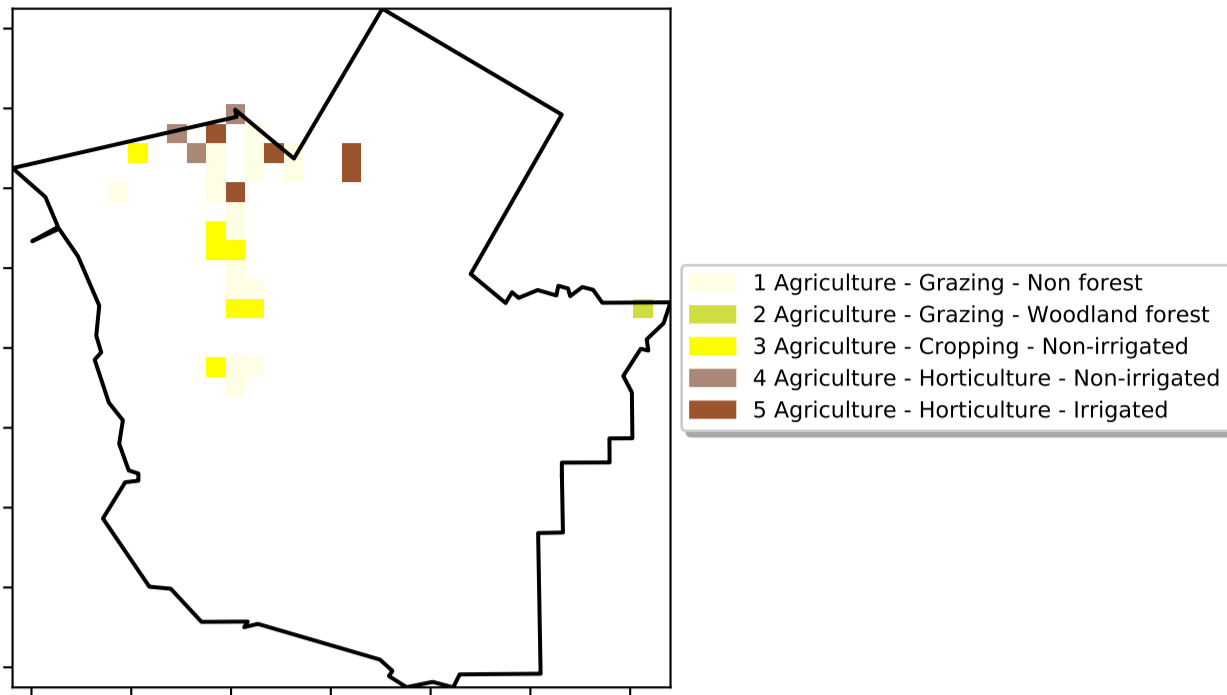 1 Agriculture - Grazing - Non forest
2 Agriculture - Grazing - Woodland forest
3 Agriculture - Cropping - Non-irrigated
4 Agriculture - Horticulture - Non-irrigated
5 Agriculture - Horticulture - Irrigated